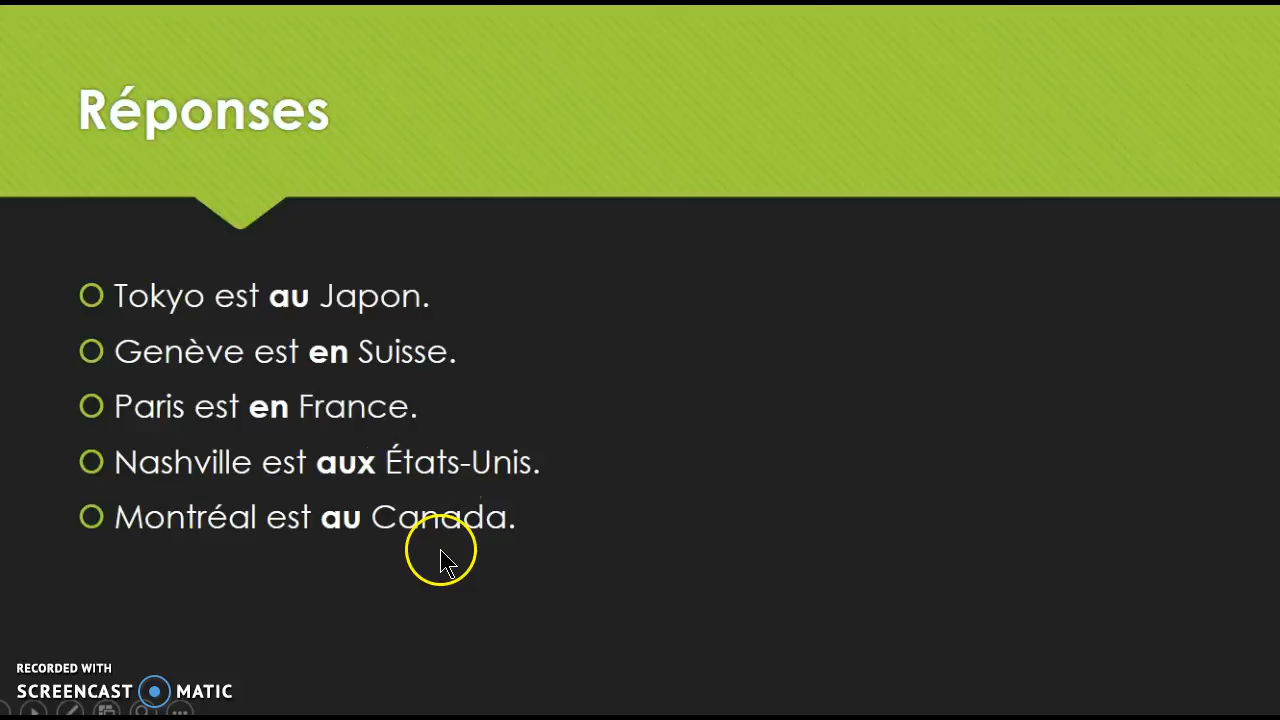 Réponses
Tokyo est au Japon.
Genève est en Suisse.
Paris est en France.
Nashville est aux États-Unis.
Montréal est au Canada.
RECORDED WITH
SCREENCAST MATIC